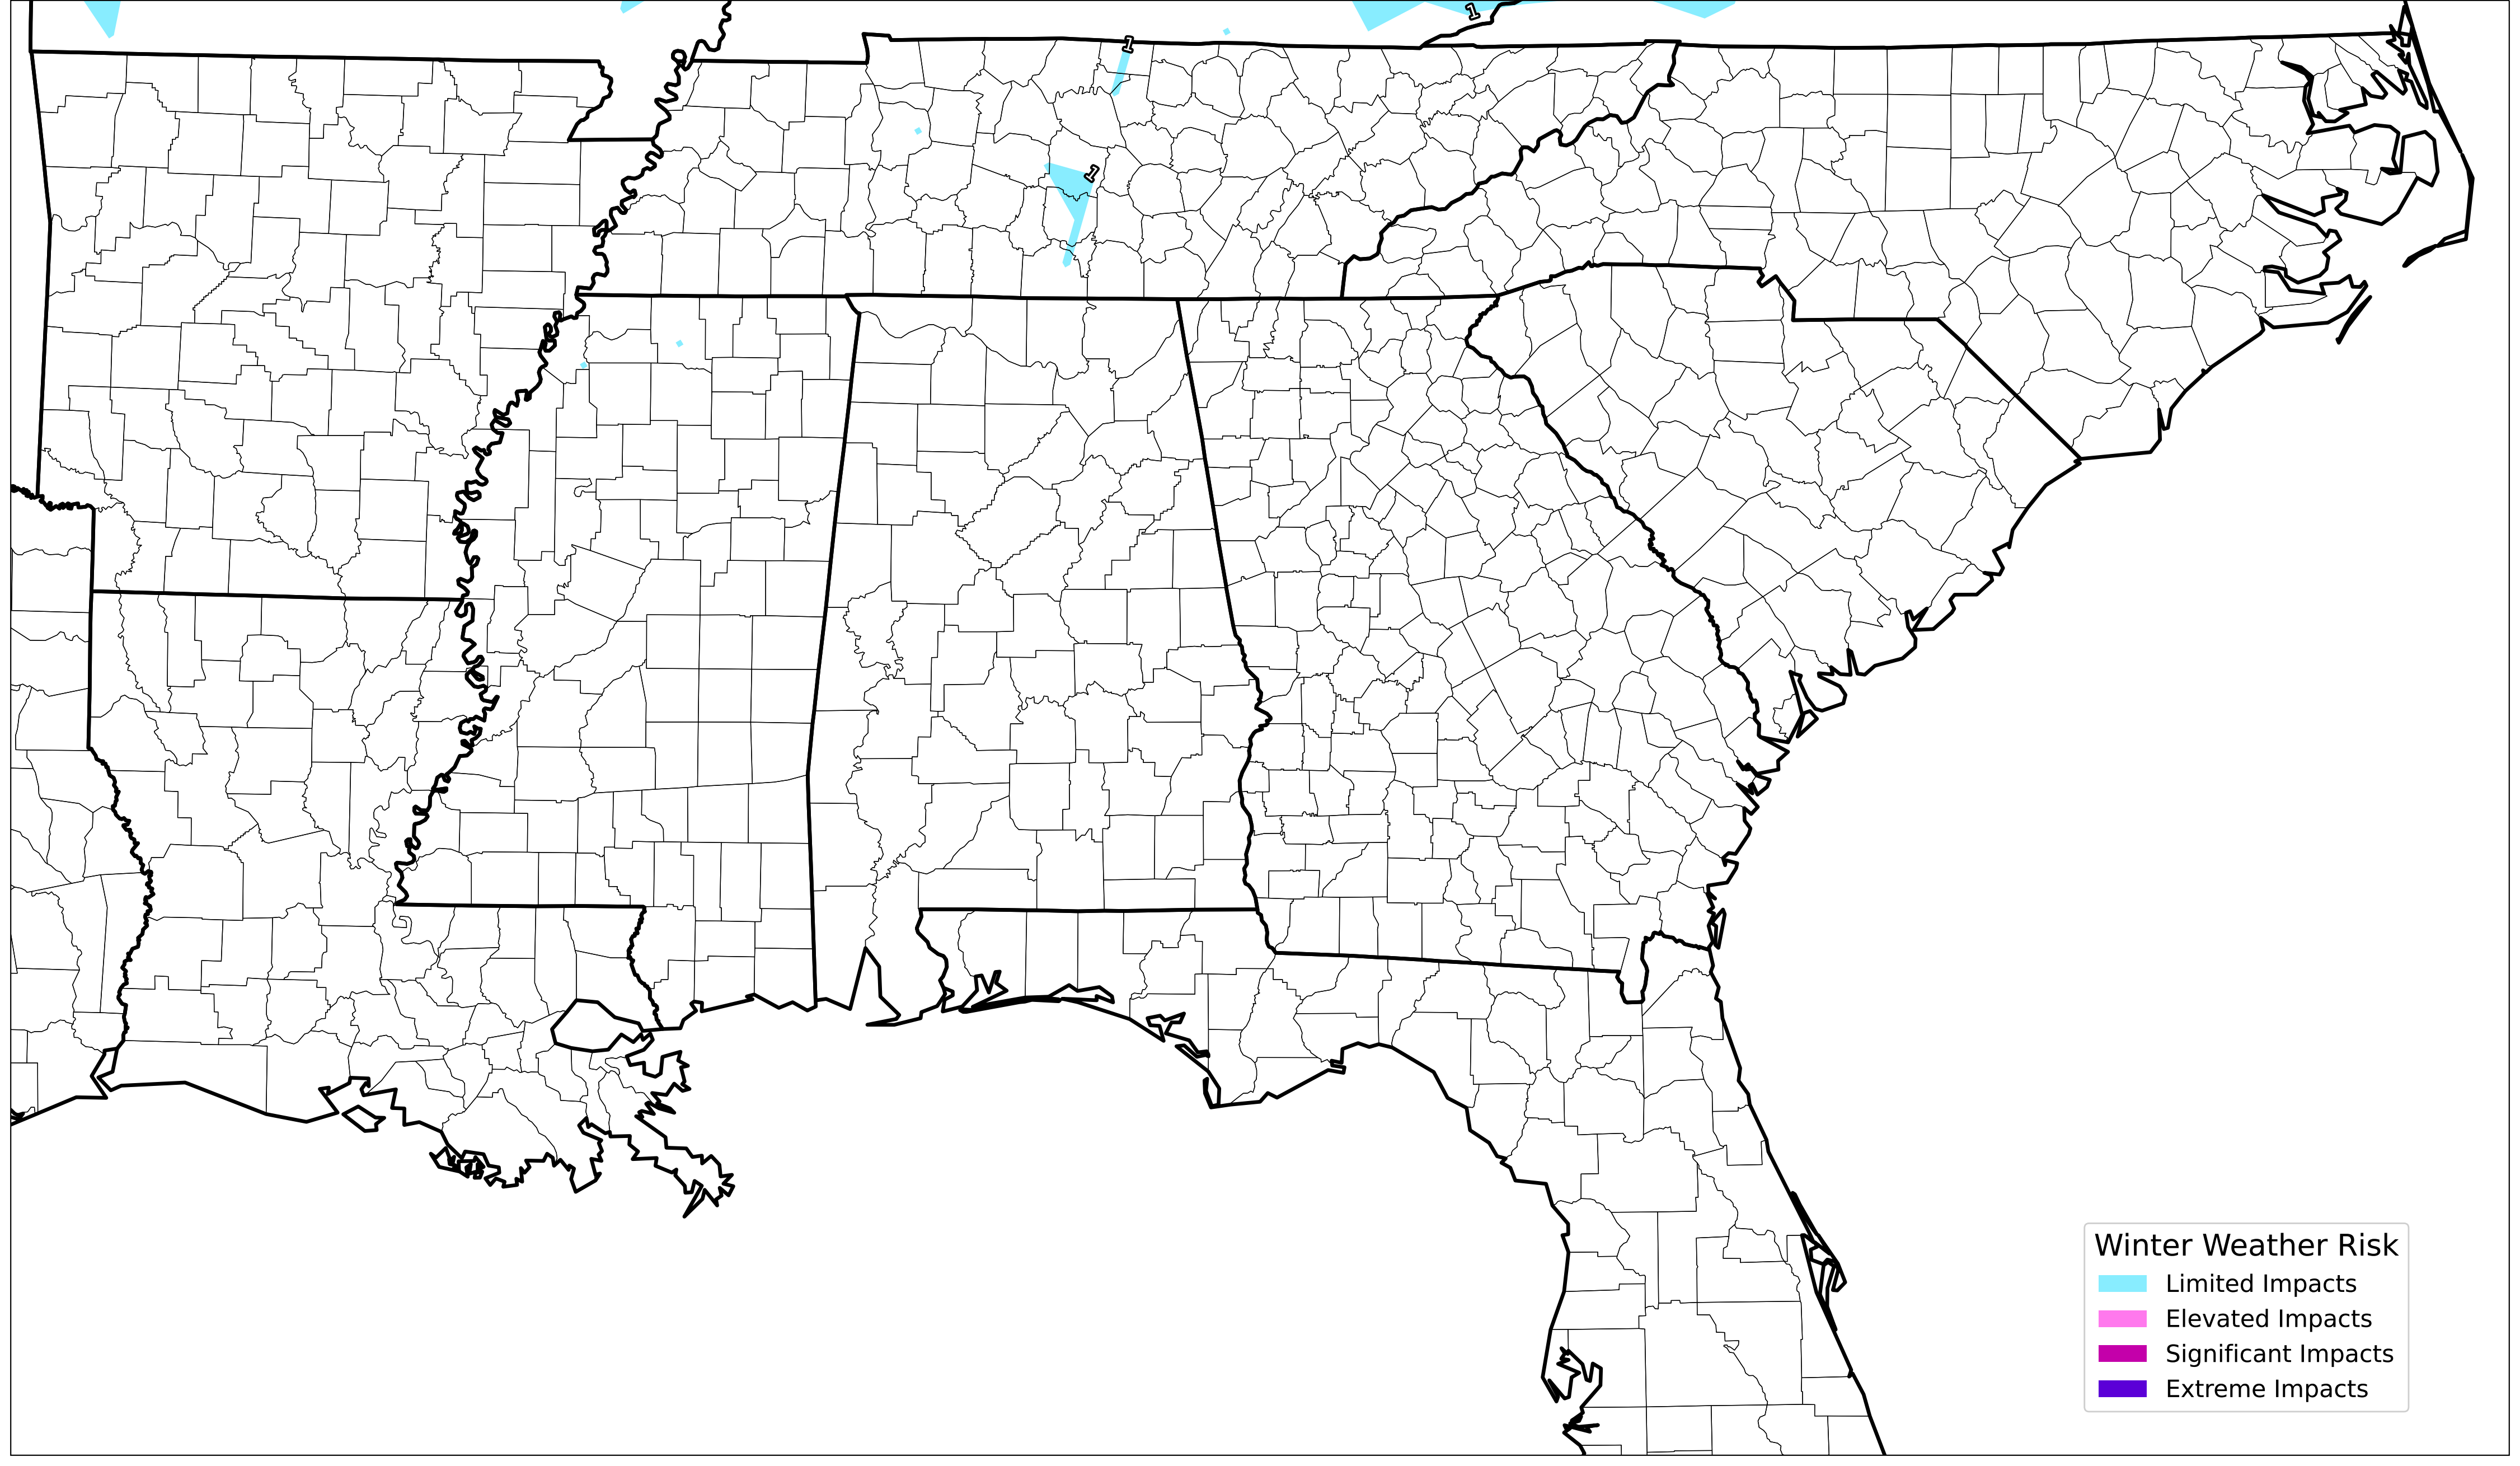 1
1
1
Winter Weather Risk
Limited Impacts
Elevated Impacts
Significant Impacts
Extreme Impacts